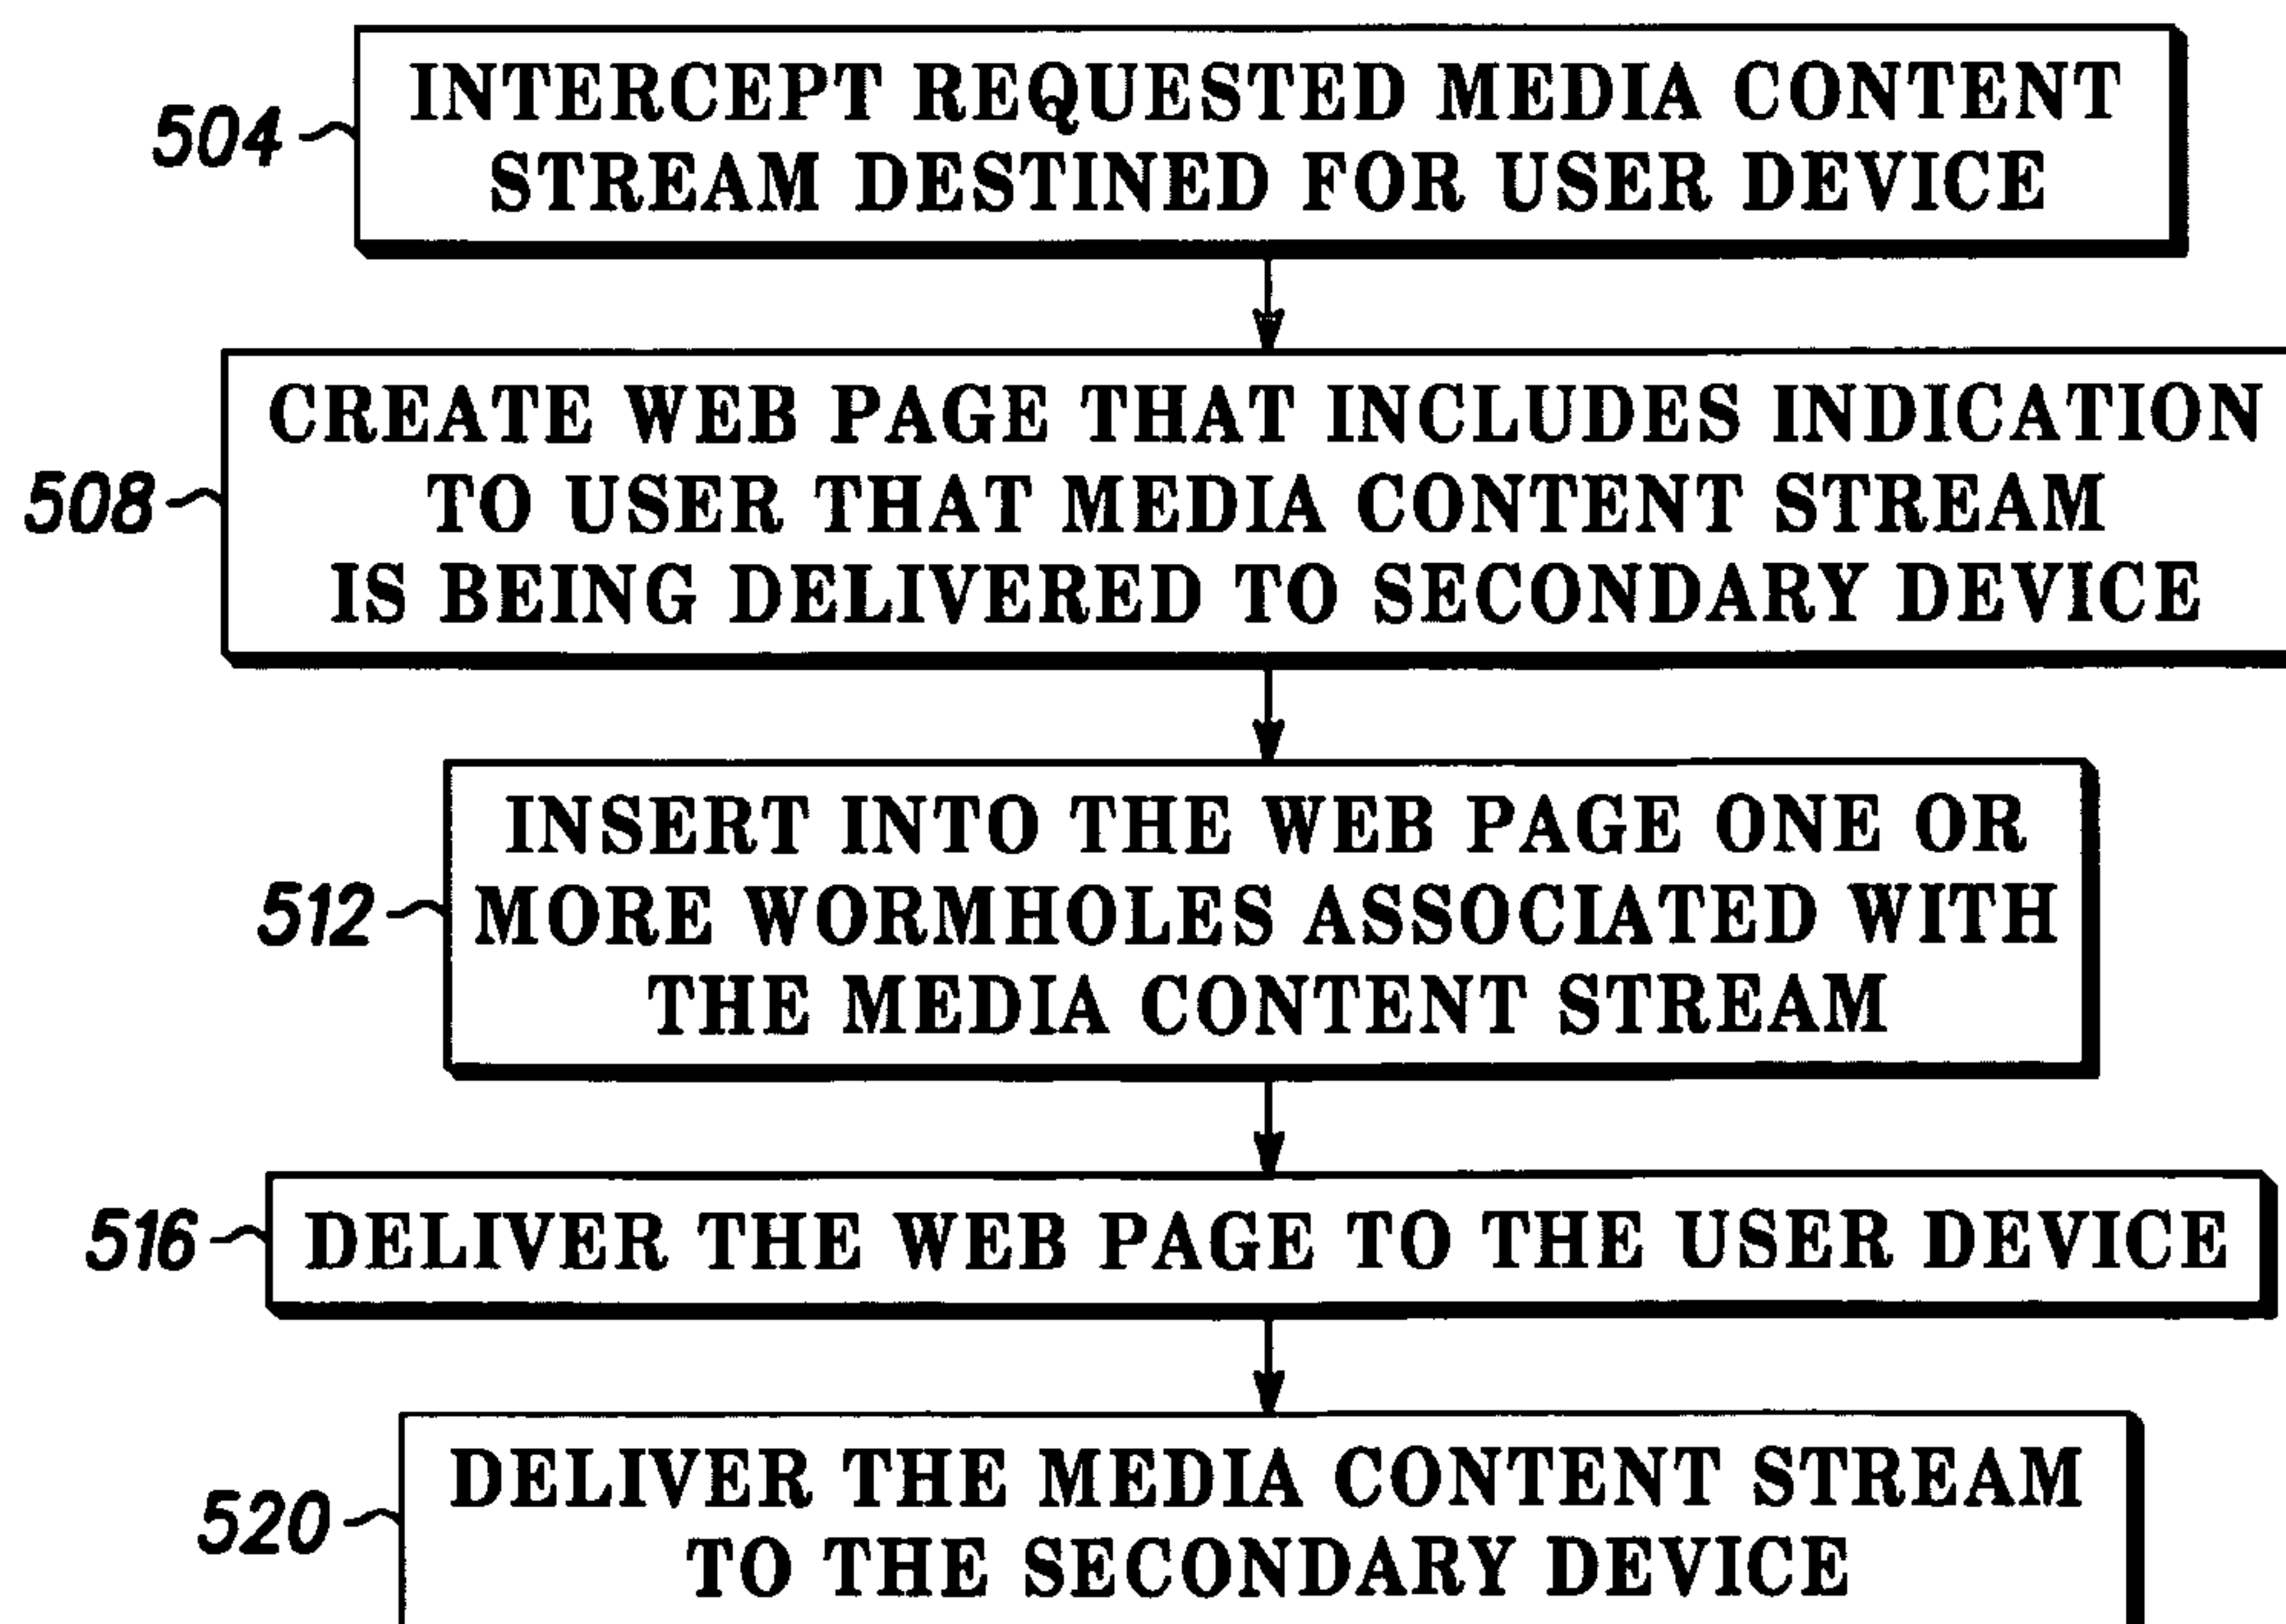 INTERCEPT REQUESTED MEDIA CONTENT
504
STREAM DESTINED FOR USER DEVICE
CREATE WEB PAGE THAT INCLUDES INDICATION
508
TO USER THAT MEDIA CONTENT STREAM
IS BEING DELIVERED TO SECONDARY DEVICE
INSERT INTO THE WEB PAGE ONE OR
512
MORE WORMHOLES ASSOCIATED WITH
THE MEDIA CONTENT STREAM
516
DELIVER THE WEB PAGE TO THE USER DEVICE
DELIVER THE MEDIA CONTENT STREAM
520
TO THE SECONDARY DEVICE